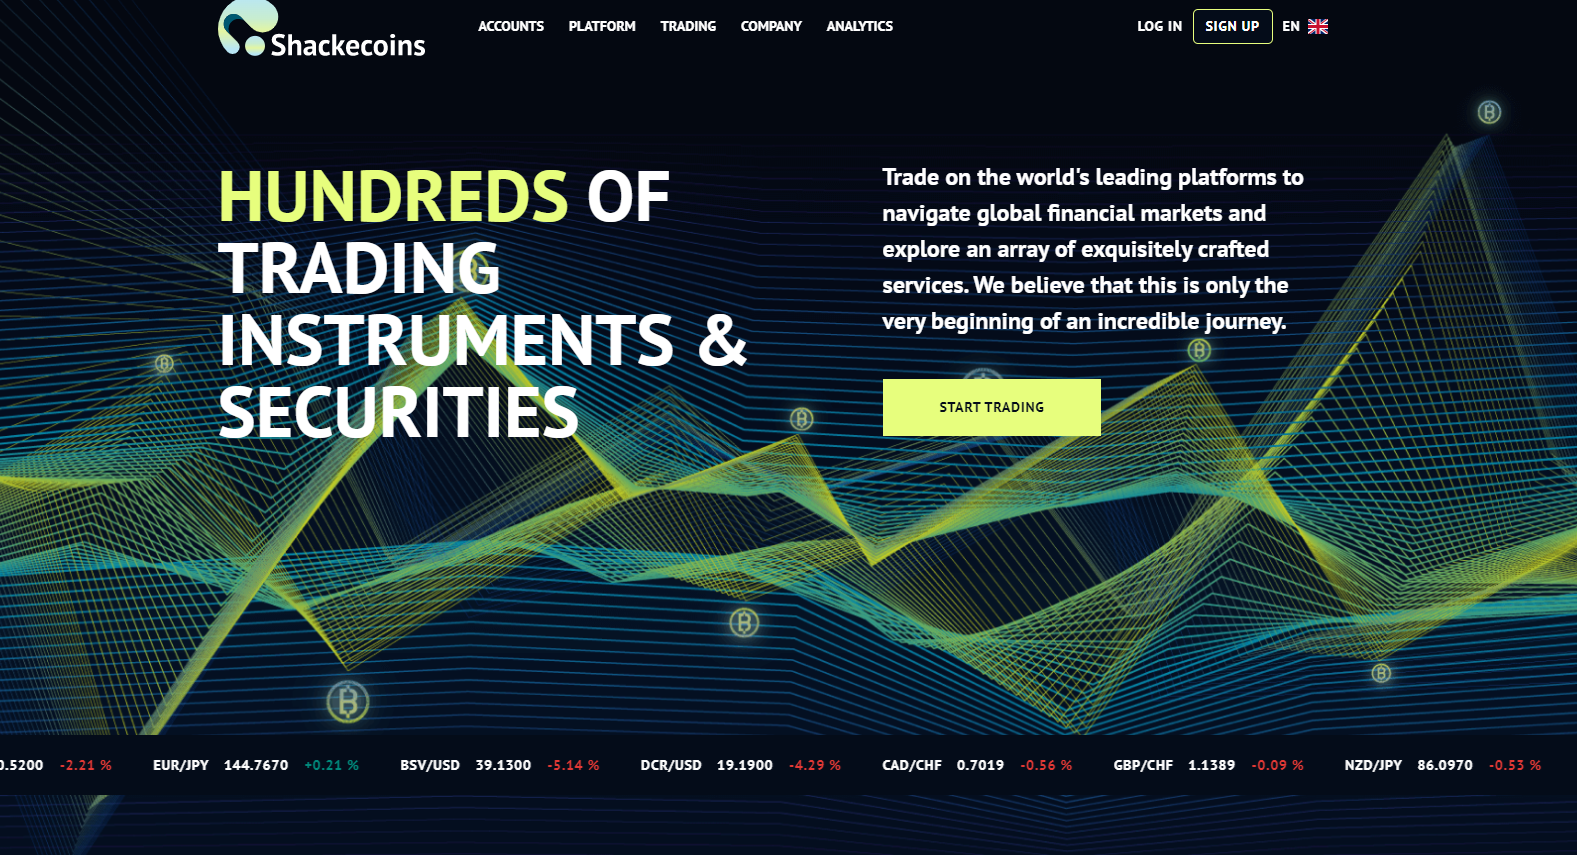 Shackecoins
ACCOUNTS PLATFORM TRADING COMPANY ANALYTICS
LOG IN SIGN UP EN
HUNDREDS OF
TRADING
INSTRUMENTS &
SECURITIES
Trade on the world's leading platforms to
navigate global financial markets and
explore an array of exquisitely crafted
services. We believe that this is only the
very beginning of an incredible journey.
START TRADING
.5200 -2.21 % EUR/JPY 144.7670 +0.21 % BSV/USD 39.1300 -5.14 % DCR/USD 19.1900 -4.29 % CAD/CHF 0.7019 -0.56 % GBP/CHF 1.1389 -0.09 % NZD/JPY 86.0970 -0.53 %